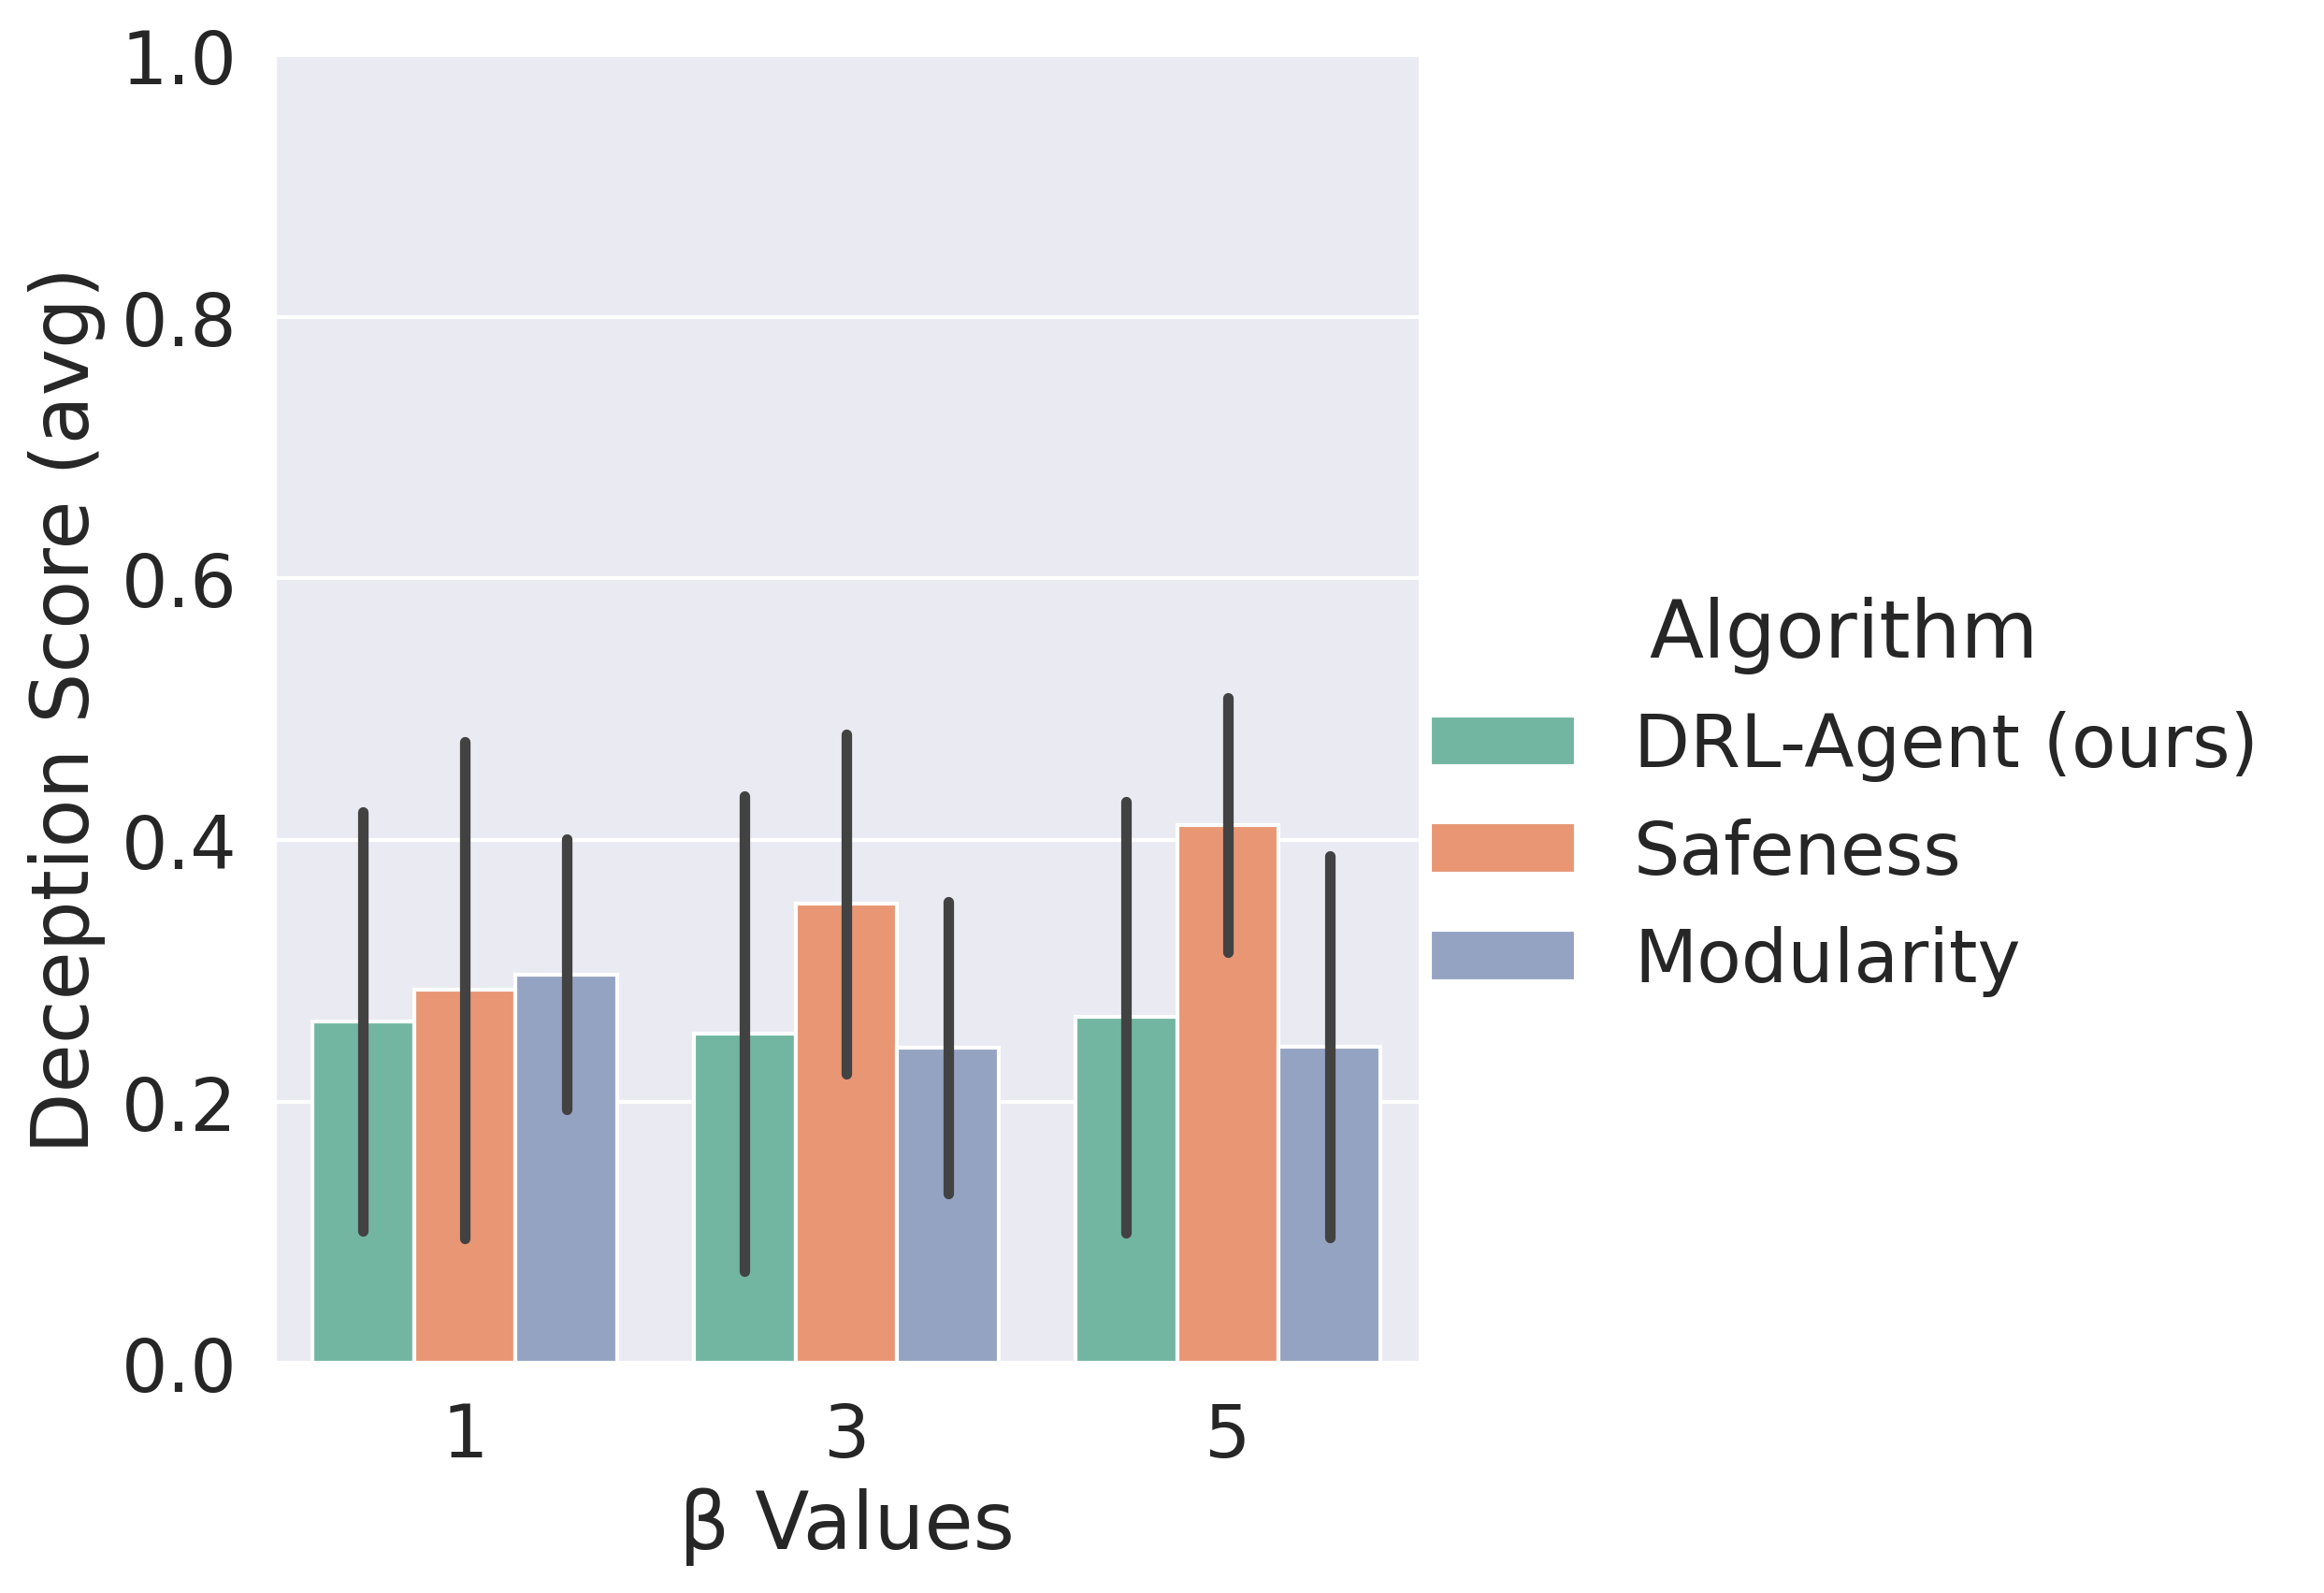 Deception Score (avg)
1.0
0.8
0.6
0.4
0.2
0.0
1 3 5
β Values
Algorithm
DRL-Agent (ours)
Safeness
Modularity